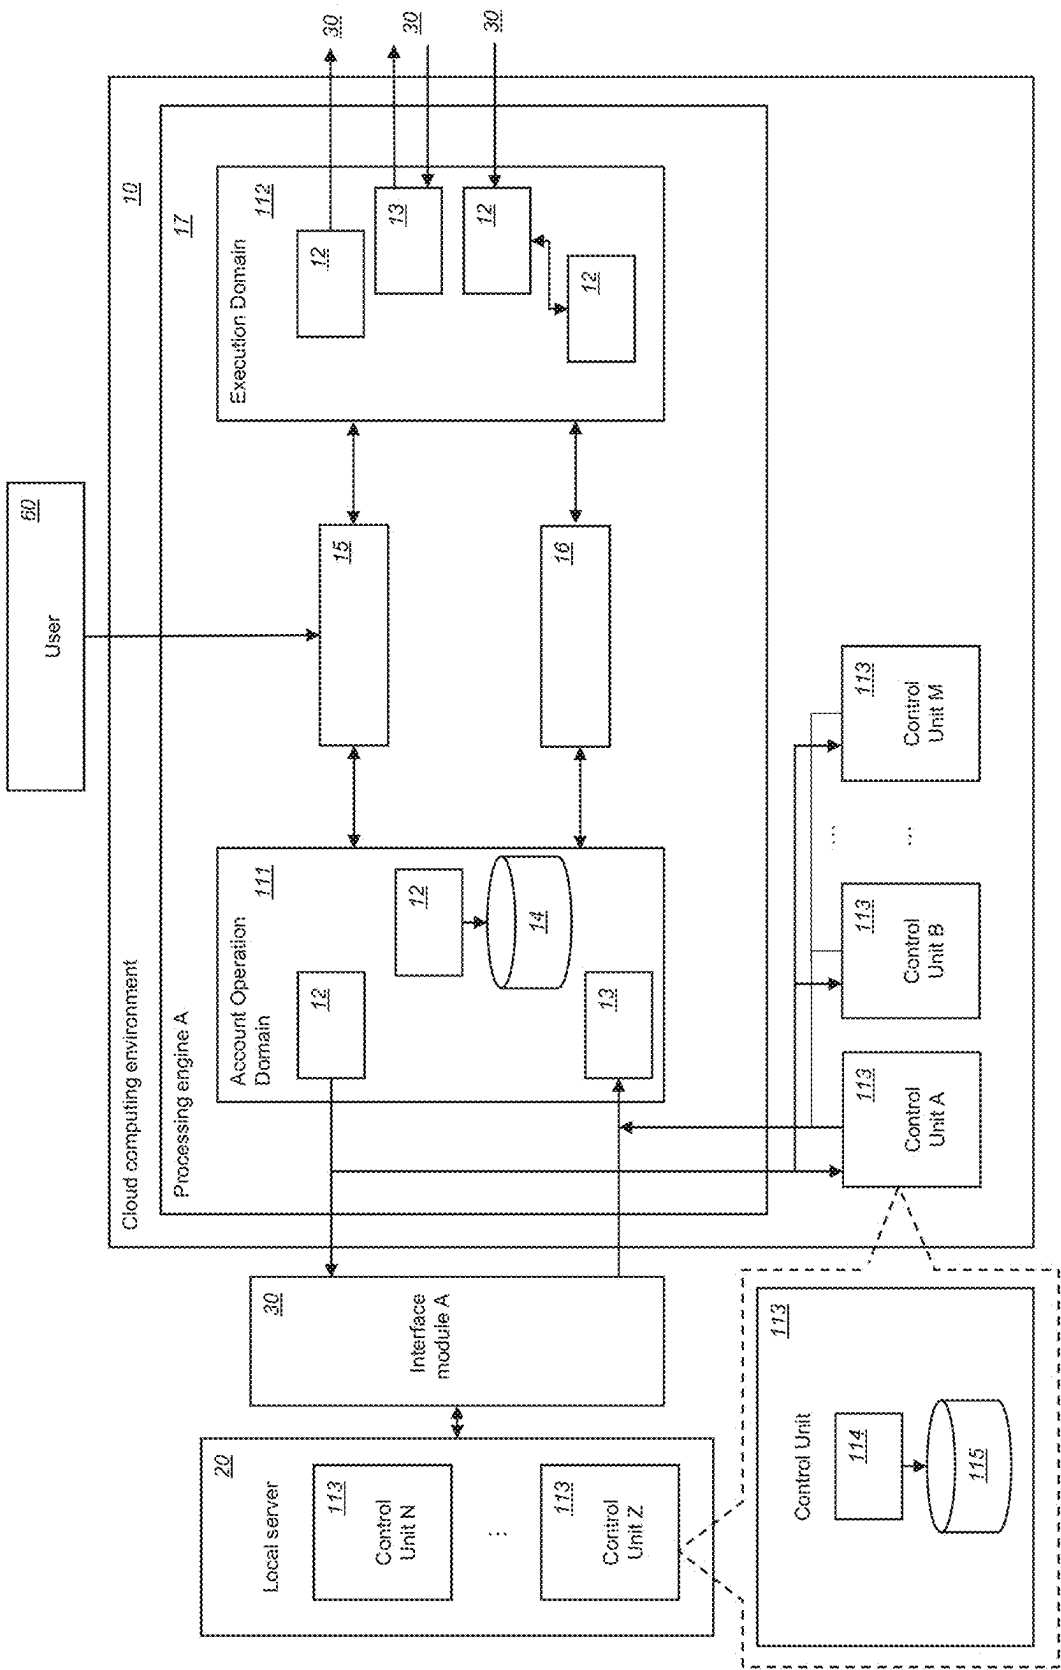 User
60
Cloud computing environment
10
Processing engine A
17
Local server
20
Control
Unit N
113
⋮
Control
Unit Z
113
Interface
module A
30
Account Operation
Domain
111
12
12
14
13
15
16
Execution Domain
112
12
13
12
12
30
30
30
Control
Unit A
113
Control
Unit B
113
...
...
Control
Unit M
113
Control Unit
113
114
115